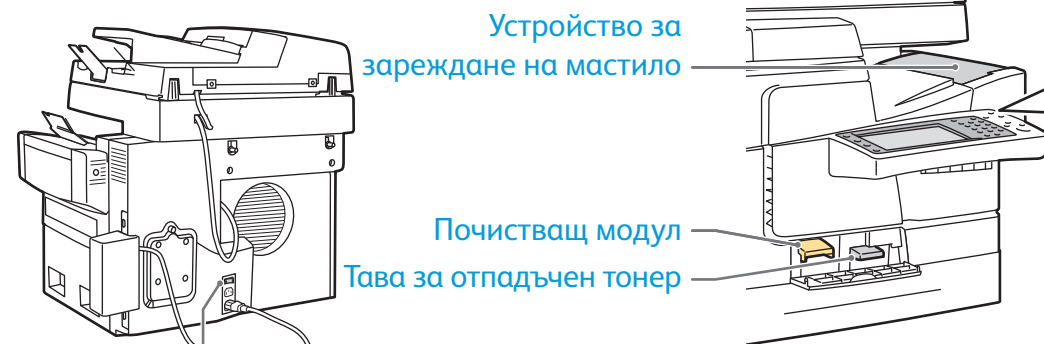 Устройство за
зареждане на мастило
Почистващ модул
Тава за отпадъчен тонер